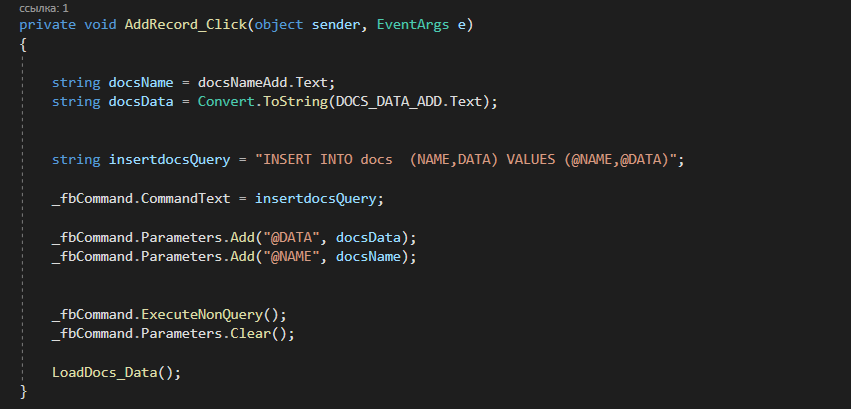 ссылка: 1
private void AddRecord_Click(object sender, EventArgs e)
{
string docsName = docsNameAdd.Text;
string docsData = Convert.ToString(DOCS_DATA_ADD.Text);
string insertdocsQuery = "INSERT INTO docs  (NAME,DATA) VALUES (@NAME,@DATA)";
_fbCommand.CommandText = insertdocsQuery;
_fbCommand.Parameters.Add("@DATA", docsData);
_fbCommand.Parameters.Add("@NAME", docsName);
_fbCommand.ExecuteNonQuery();
_fbCommand.Parameters.Clear();
LoadDocs_Data();
}